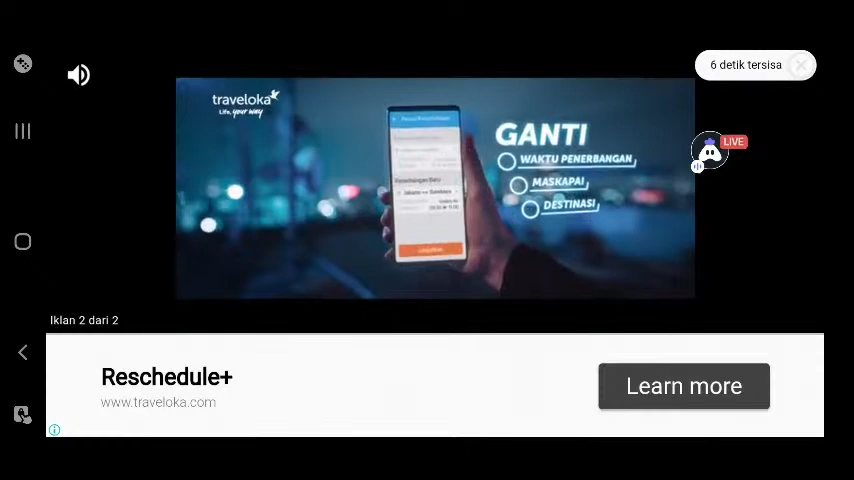 6 detik tersisa
traveloka
Life, your way
GANTI
WAKTU PENERBANGAN
MASKAPAI
DESTINASI
LIVE
Iklan 2 dari 2
Reschedule+
www.traveloka.com
Learn more